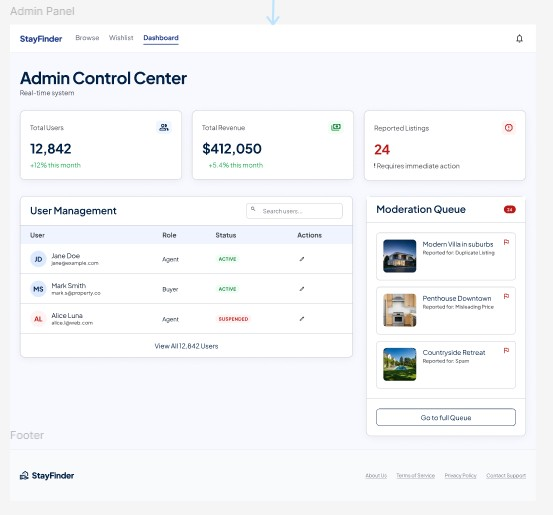 Admin Panel
StayFinder Browse Wishlist Dashboard
Admin Control Center
Real-time system
Total Users
12,842
+12% this month
Total Revenue
$412,050
+5.4% this month
Reported Listings
24
! Requires immediate action
User Management
Search users...
User Role Status Actions
JD Jane Doe Agent ACTIVE
jane@example.com
MS Mark Smith Buyer ACTIVE
mark.s@property.co
AL Alice Luna Agent SUSPENDED
alice.l@web.com
View All 12,842 Users
Moderation Queue 24
Modern Villa in suburbs
Reported for: Duplicate Listing
Penthouse Downtown
Reported for: Misleading Price
Countryside Retreat
Reported for: Spam
Go to full Queue
Footer
StayFinder
About Us Terms of Service Privacy Policy Contact Support